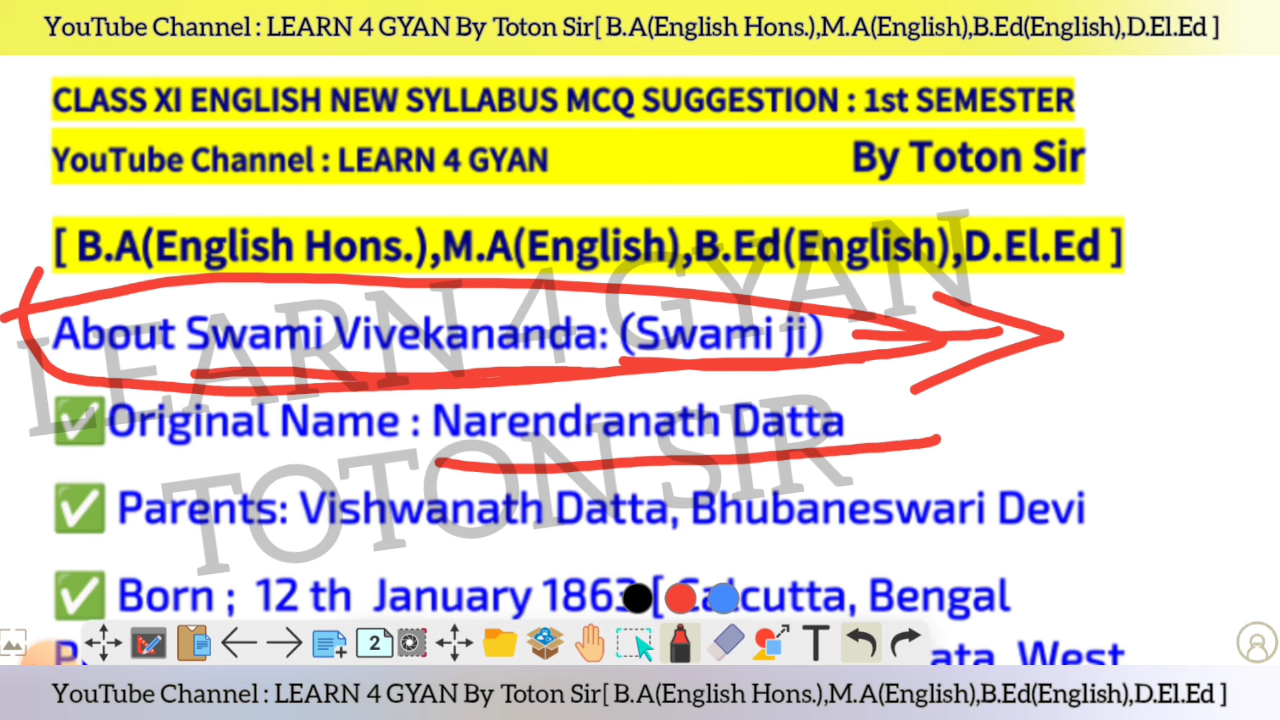 YouTube Channel : LEARN 4 GYAN By Toton Sir[ B.A(English Hons.),M.A(English),B.Ed(English),D.El.Ed ]
CLASS XI ENGLISH NEW SYLLABUS MCQ SUGGESTION : 1st SEMESTER
YouTube Channel : LEARN 4 GYAN By Toton Sir
[ B.A(English Hons.),M.A(English),B.Ed(English),D.El.Ed ]
About Swami Vivekananda: (Swami ji)
✅Original Name : Narendranath Datta
✅ Parents: Vishwanath Datta, Bhubaneswari Devi
✅ Born ; 12 th January 1863 [ Calcutta, Bengal
West
LEARN 4 GYAN
TOTON SIR
2
T
YouTube Channel : LEARN 4 GYAN By Toton Sir[ B.A(English Hons.),M.A(English),B.Ed(English),D.El.Ed ]